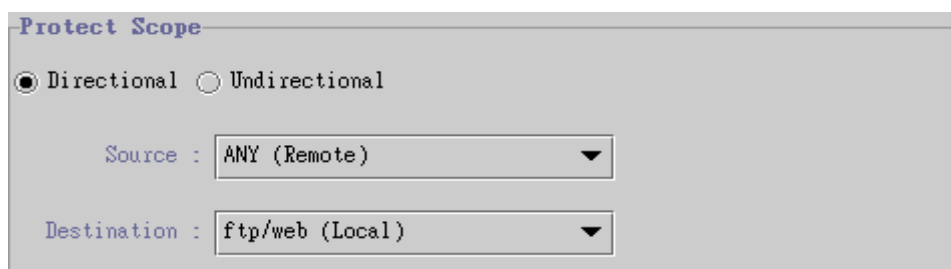 Protect Scope
Directional Undirectional
Source : ANY (Remote)
Destination : ftp/web (Local)